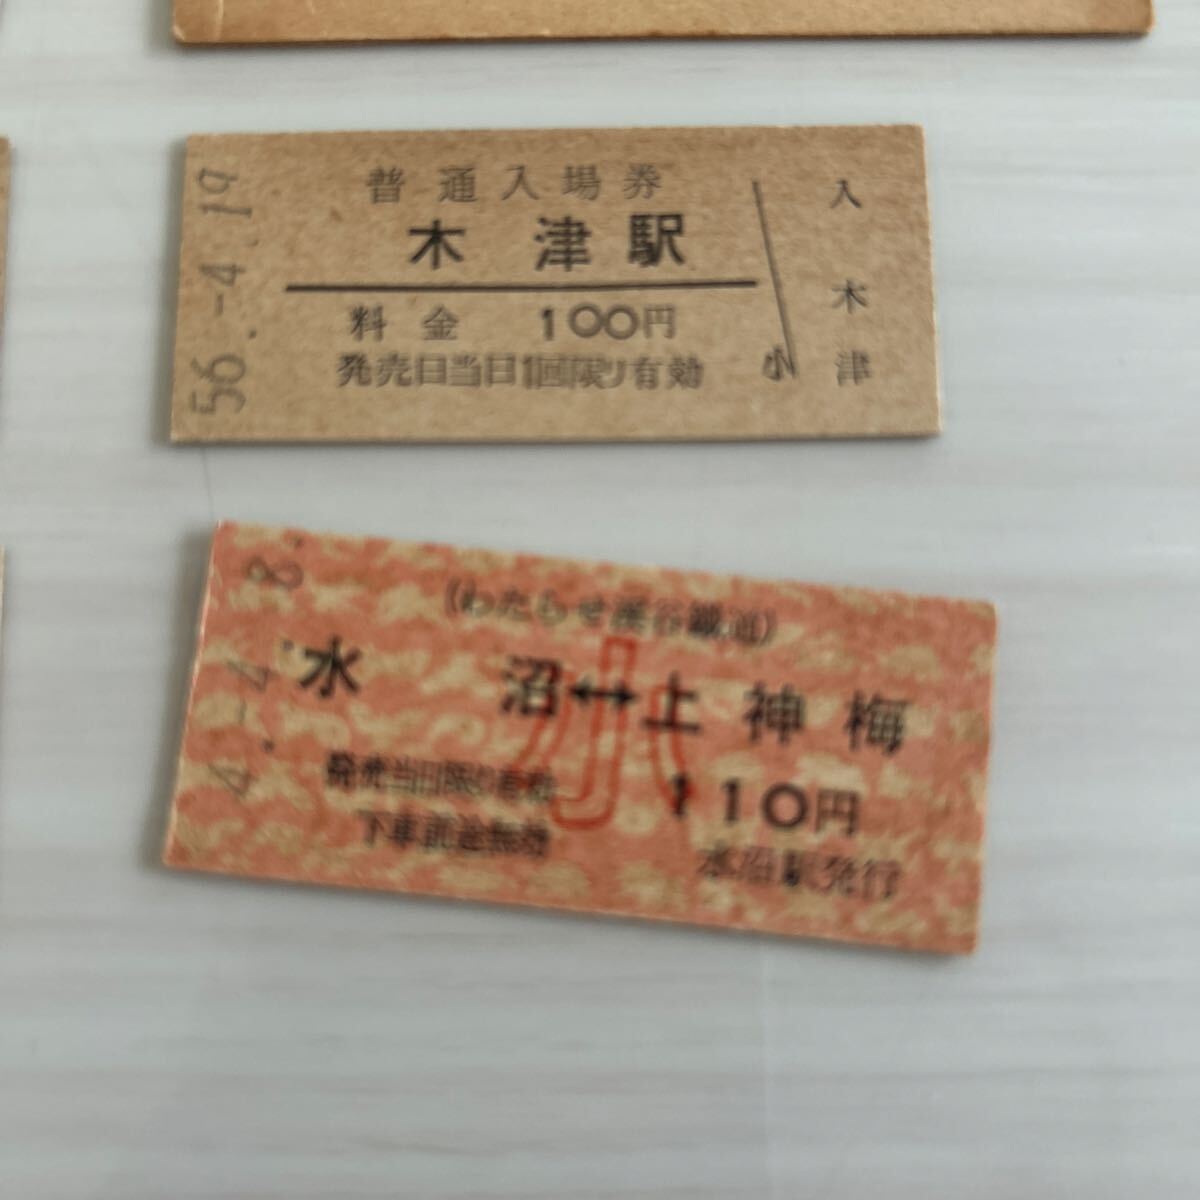 普通入場券
木津駅
料金 100円
発売日当日1回限り有効
小
入
木
津
56.-4.19
(わたらせ渓谷鐵道)
水沼↔上神梅
小
110円
発売当日限り有効
下車前途無効
水沼駅発行
4.-4.-8.